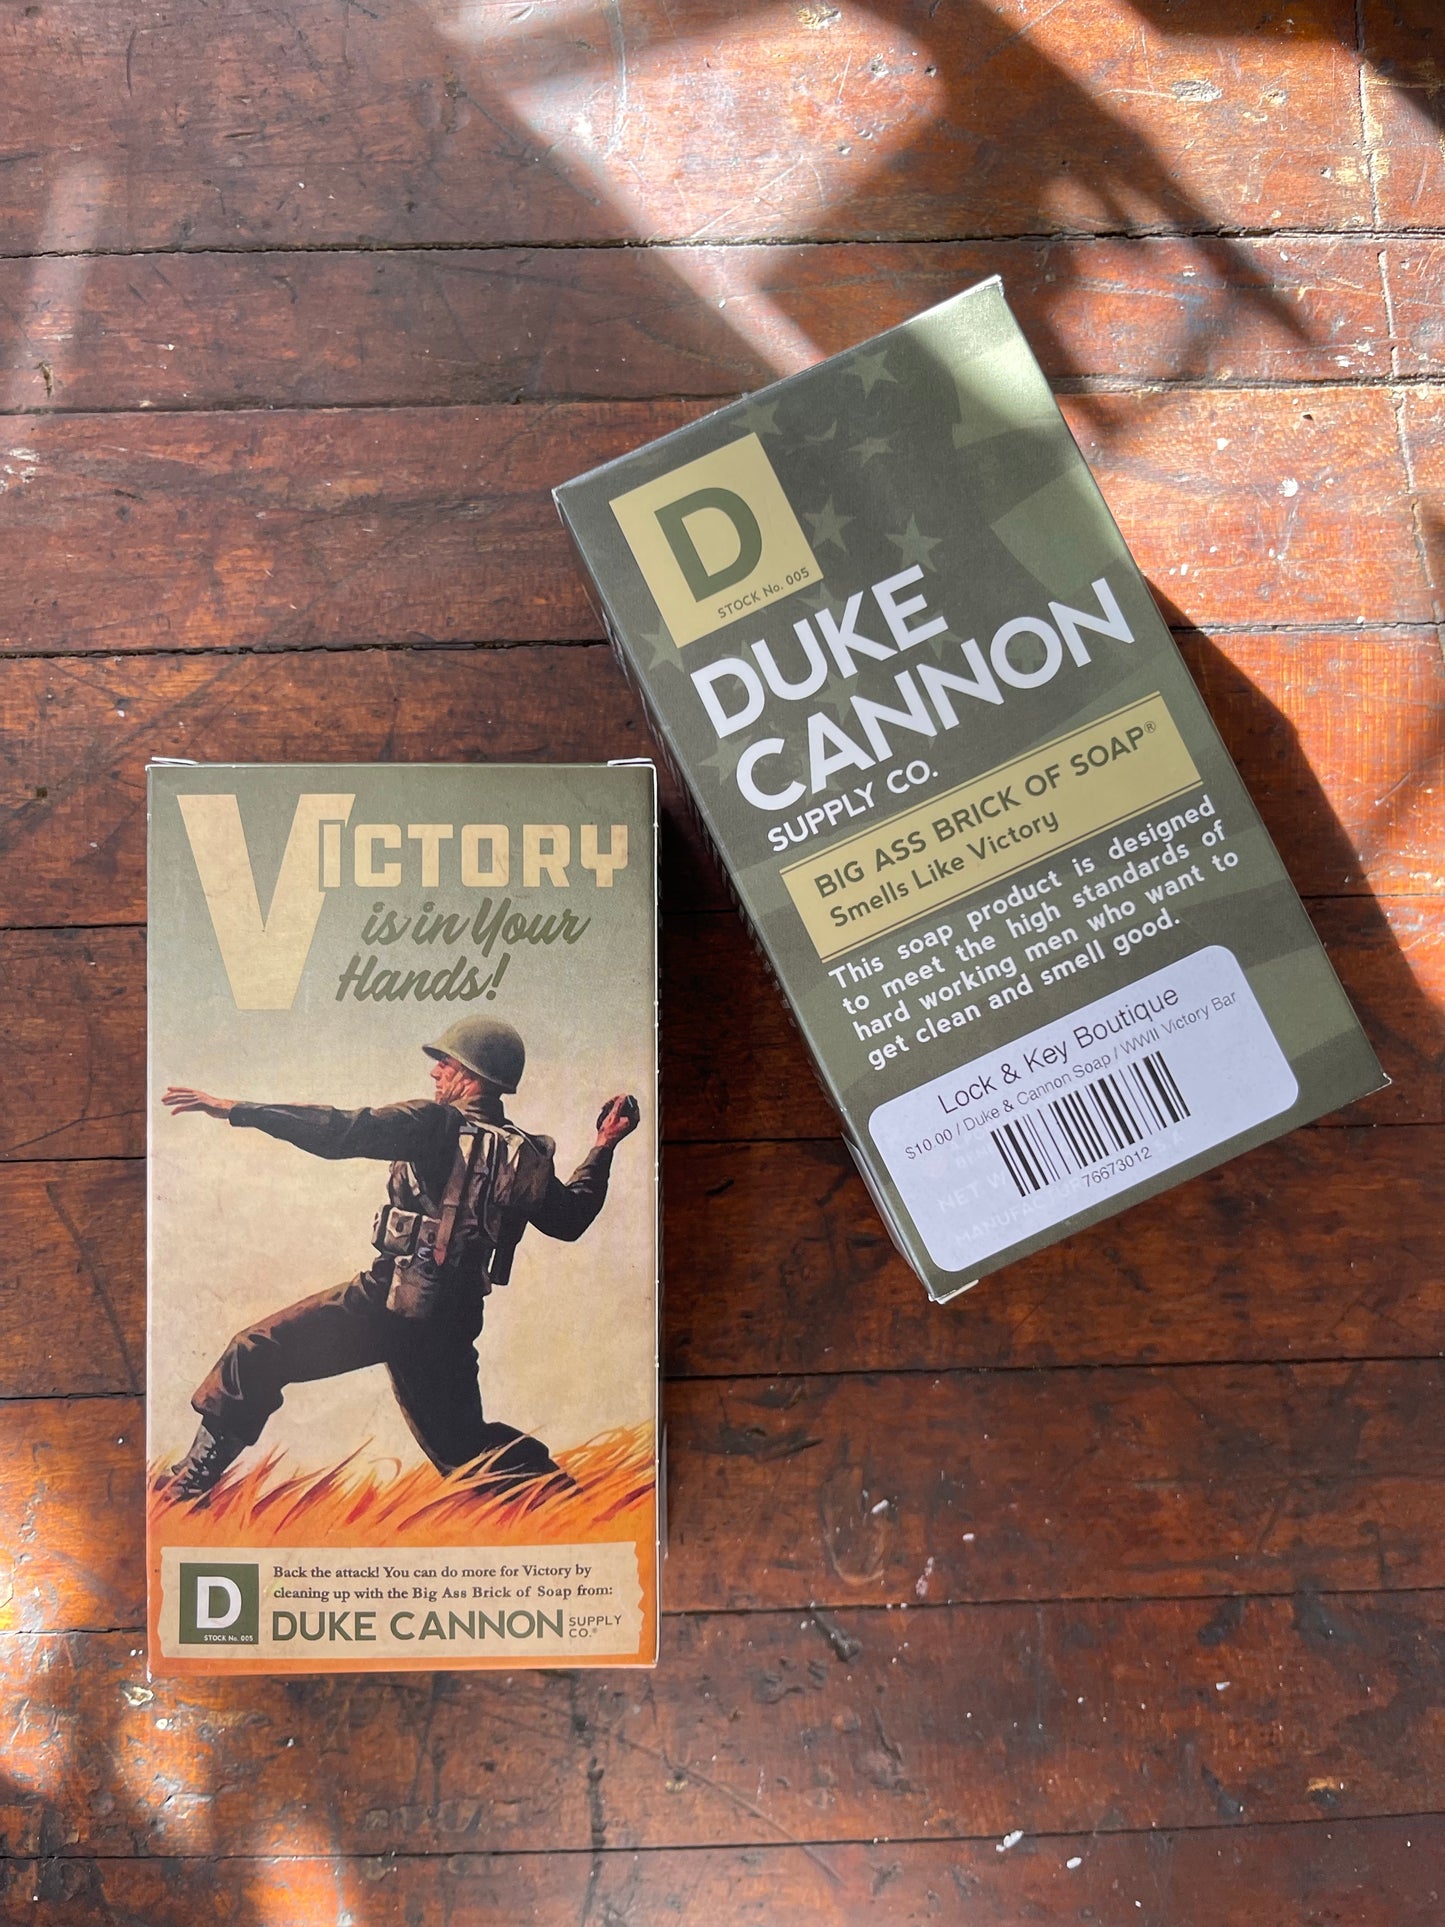 VICTORY
is in Your
Hands!
D
STOCK No. 005
Back the attack! You can do more for Victory by
cleaning up with the Big Ass Brick of Soap from:
DUKE CANNON SUPPLY CO.®
D
STOCK No. 005
DUKE
CANNON
SUPPLY CO.
BIG ASS BRICK OF SOAP®
Smells Like Victory
This soap product is designed
to meet the high standards of
hard working men who want to
get clean and smell good.
Lock & Key Boutique
$10.00 / Duke & Cannon Soap / WWII Victory Bar
76673012